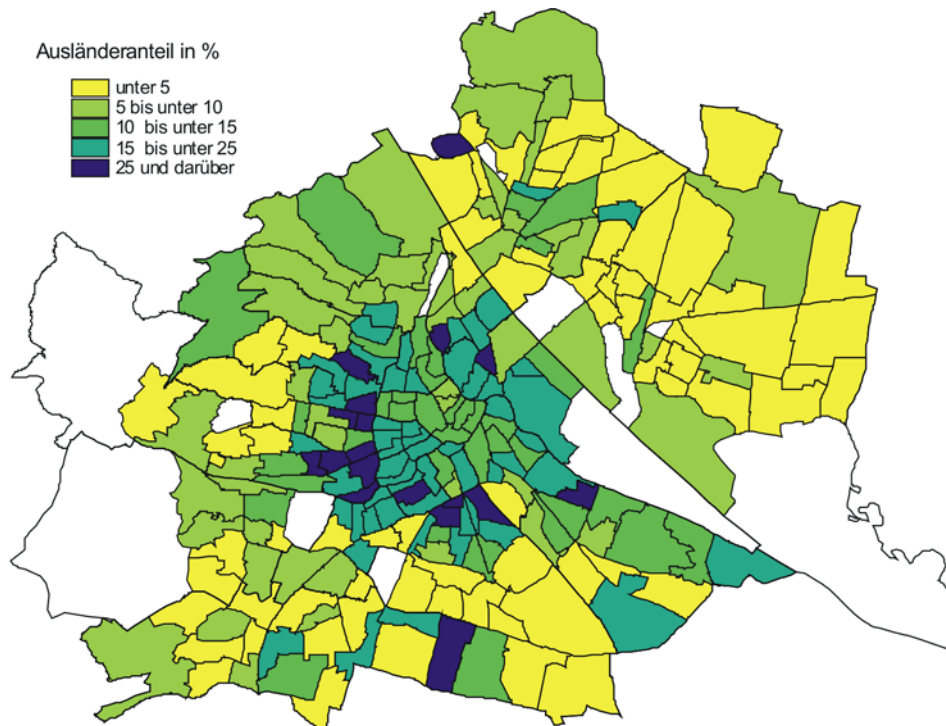 Ausländeranteil in %
unter 5
5 bis unter 10
10 bis unter 15
15 bis unter 25
25 und darüber